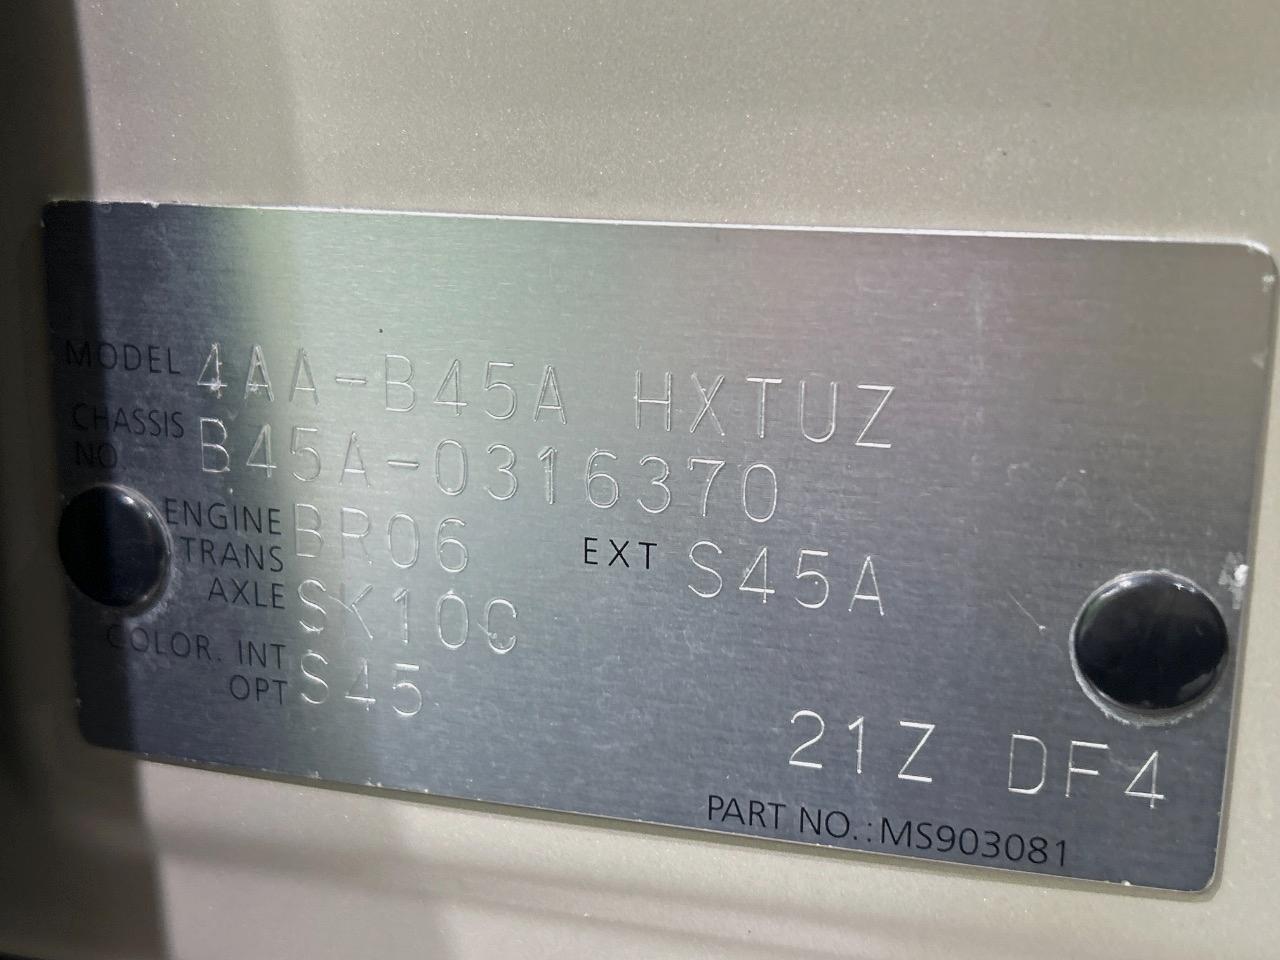 MODEL 4AA-B45A HXTUZ
CHASSIS NO. B45A-0316370
ENGINE BR06 EXT S45A
TRANS AXLE SK10C
COLOR. INT OPT S45
21Z DF4
PART NO.:MS903081